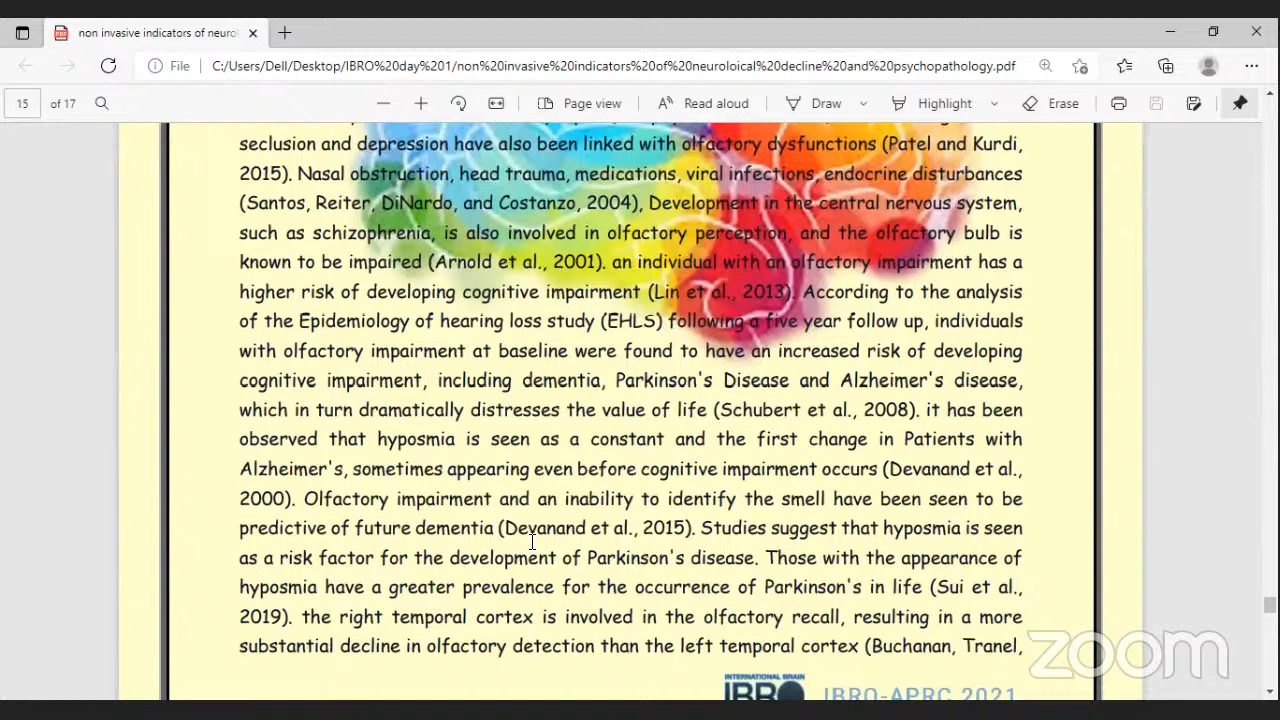 non invasive indicators of neurol
File C:/Users/Dell/Desktop/IBRO%20day%201/non%20invasive%20indicators%20of%20neuroloical%20decline%20and%20psychopathology.pdf
15 of 17 Page view Read aloud Draw Highlight Erase
seclusion and depression have also been linked with olfactory dysfunctions (Patel and Kurdi,
2015). Nasal obstruction, head trauma, medications, viral infections, endocrine disturbances
(Santos, Reiter, DiNardo, and Costanzo, 2004), Development in the central nervous system,
such as schizophrenia, is also involved in olfactory perception, and the olfactory bulb is
known to be impaired (Arnold et al., 2001). an individual with an olfactory impairment has a
higher risk of developing cognitive impairment (Lin et al., 2013). According to the analysis
of the Epidemiology of hearing loss study (EHLS) following a five year follow up, individuals
with olfactory impairment at baseline were found to have an increased risk of developing
cognitive impairment, including dementia, Parkinson's Disease and Alzheimer's disease,
which in turn dramatically distresses the value of life (Schubert et al., 2008). it has been
observed that hyposmia is seen as a constant and the first change in Patients with
Alzheimer's, sometimes appearing even before cognitive impairment occurs (Devanand et al.,
2000). Olfactory impairment and an inability to identify the smell have been seen to be
predictive of future dementia (Devanand et al., 2015). Studies suggest that hyposmia is seen
as a risk factor for the development of Parkinson's disease. Those with the appearance of
hyposmia have a greater prevalence for the occurrence of Parkinson's in life (Sui et al.,
2019). the right temporal cortex is involved in the olfactory recall, resulting in a more
substantial decline in olfactory detection than the left temporal cortex (Buchanan, Tranel,
zoom
INTERNATIONAL BRAIN
IBRO IBRO-APRC 2021